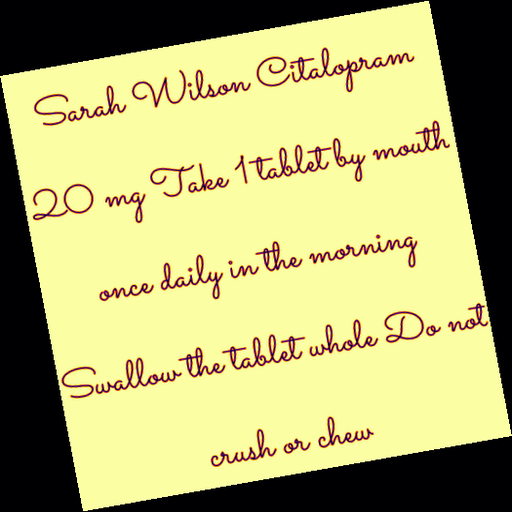 Sarah Wilson Citalopram
20 mg Take 1 tablet by mouth
once daily in the morning
Swallow the tablet whole Do not
crush or chew